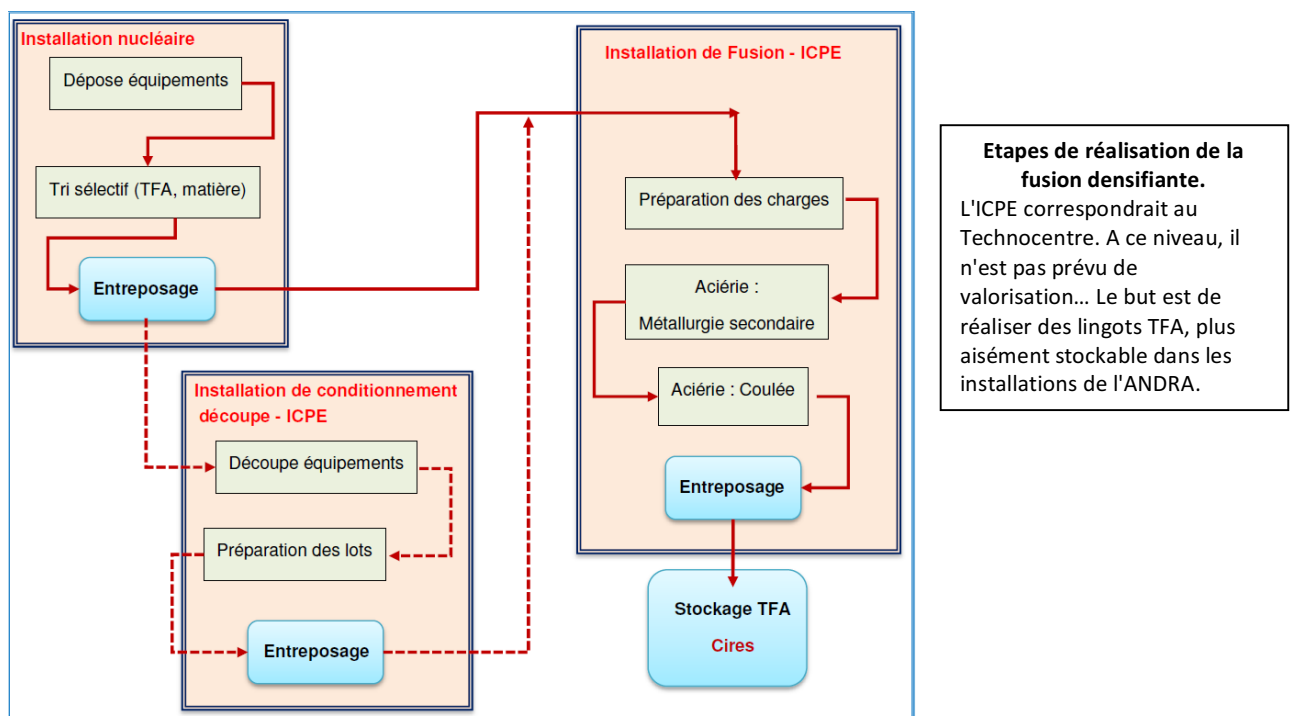 Installation nucléaire
Dépose équipements
Tri sélectif (TFA, matière)
Entreposage
Installation de conditionnement
découpe - ICPE
Découpe équipements
Préparation des lots
Entreposage
Installation de Fusion - ICPE
Préparation des charges
Aciérie :
Métallurgie secondaire
Aciérie : Coulée
Entreposage
Stockage TFA
Cires
Etapes de réalisation de la
fusion densifiante.
L'ICPE correspondrait au
Technocentre. A ce niveau, il
n'est pas prévu de
valorisation... Le but est de
réaliser des lingots TFA, plus
aisément stockable dans les
installations de l'ANDRA.